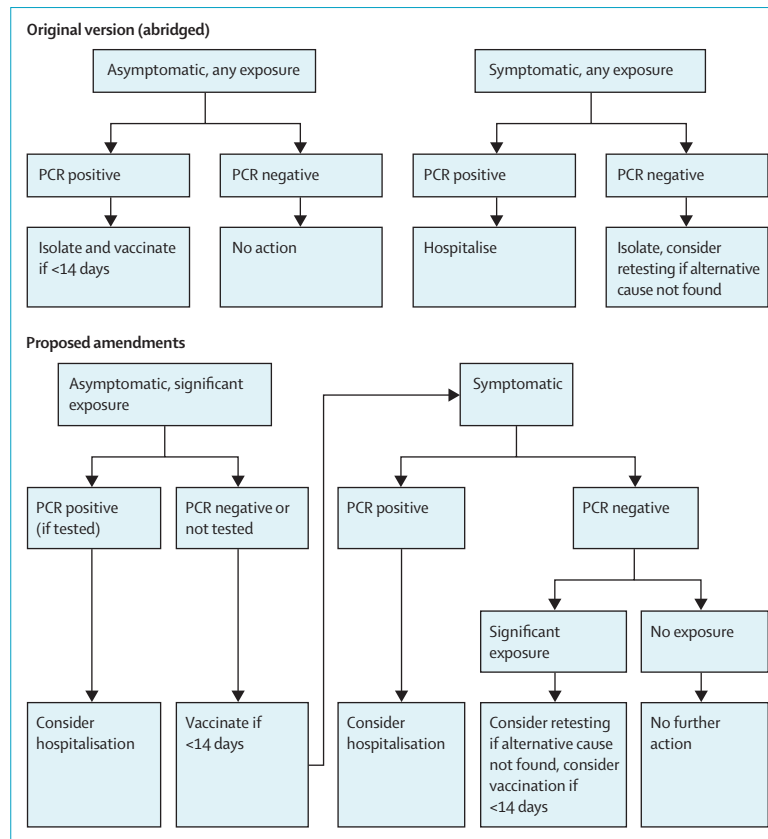 Original version (abridged)
Asymptomatic, any exposure
Symptomatic, any exposure
PCR positive
PCR negative
PCR positive
PCR negative
Isolate and vaccinate
if <14 days
No action
Hospitalise
Isolate, consider
retesting if alternative
cause not found
Proposed amendments
Asymptomatic, significant
exposure
Symptomatic
PCR positive
(if tested)
PCR negative or
not tested
PCR positive
PCR negative
Significant
exposure
No exposure
Consider
hospitalisation
Vaccinate if
<14 days
Consider
hospitalisation
Consider retesting
if alternative cause
not found, consider
vaccination if
<14 days
No further
action